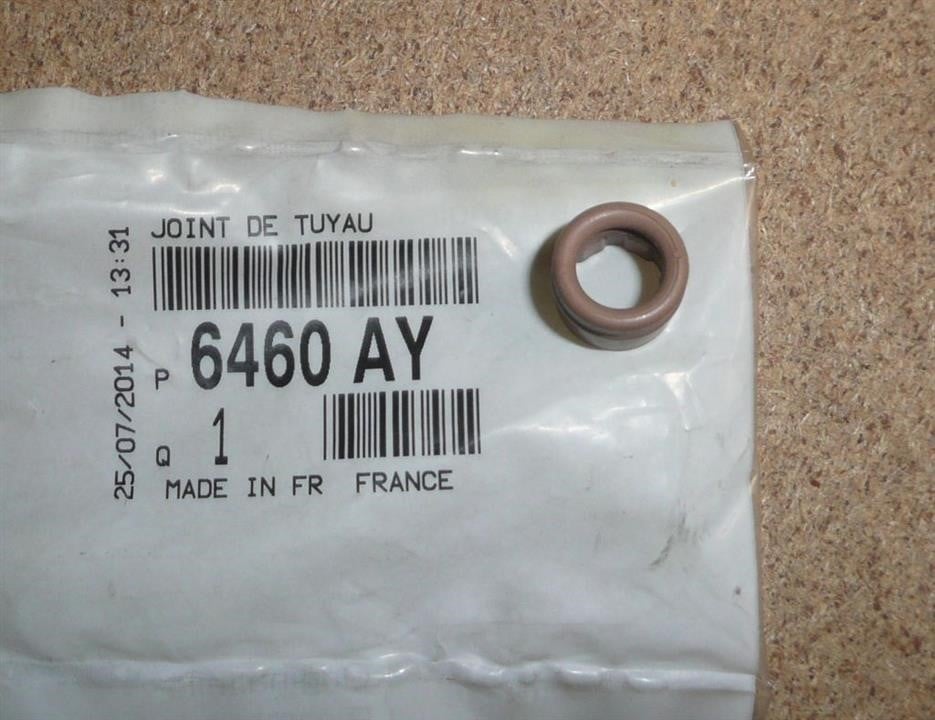 JOINT DE TUYAU
25/07/2014 - 13:31
P 6460 AY
Q 1
MADE IN FR FRANCE